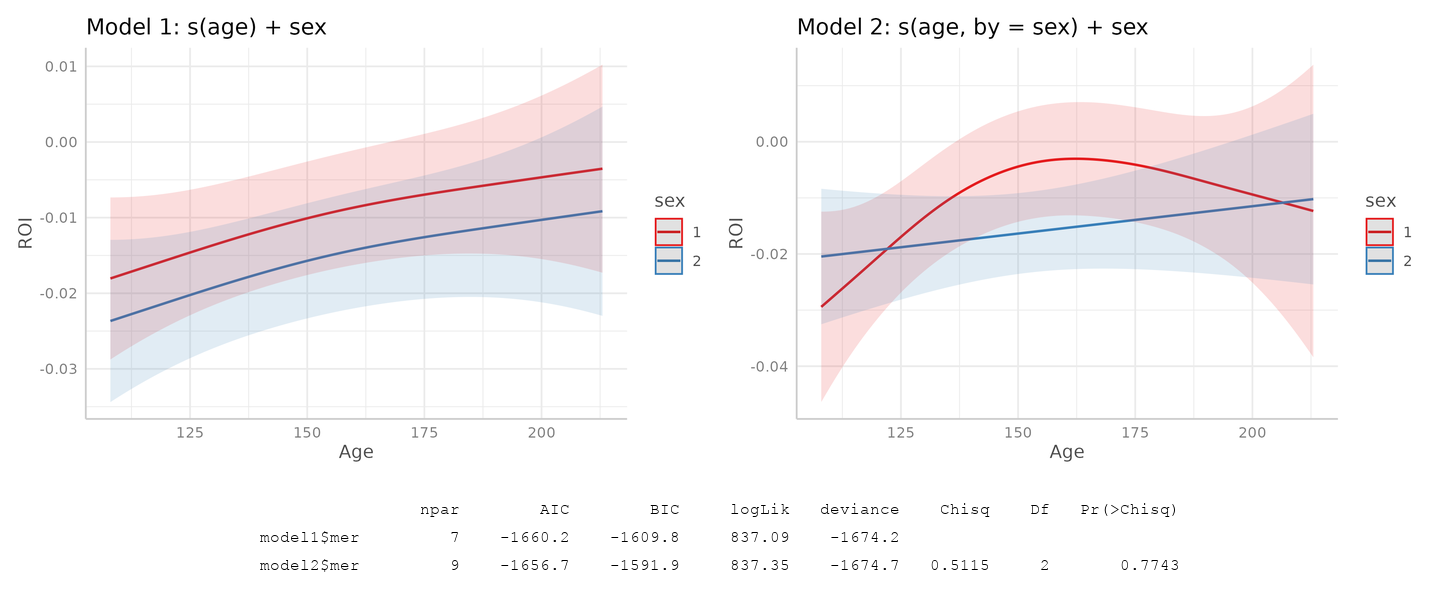 Model 1: s(age) + sex
0.01
0.00
-0.01
-0.02
-0.03
ROI
125 150 175 200
Age
sex
1
2
Model 2: s(age, by = sex) + sex
0.00
-0.02
-0.04
ROI
125 150 175 200
Age
sex
1
2
npar AIC BIC logLik deviance Chisq Df Pr(>Chisq)
model1$mer 7 -1660.2 -1609.8 837.09 -1674.2
model2$mer 9 -1656.7 -1591.9 837.35 -1674.7 0.5115 2 0.7743